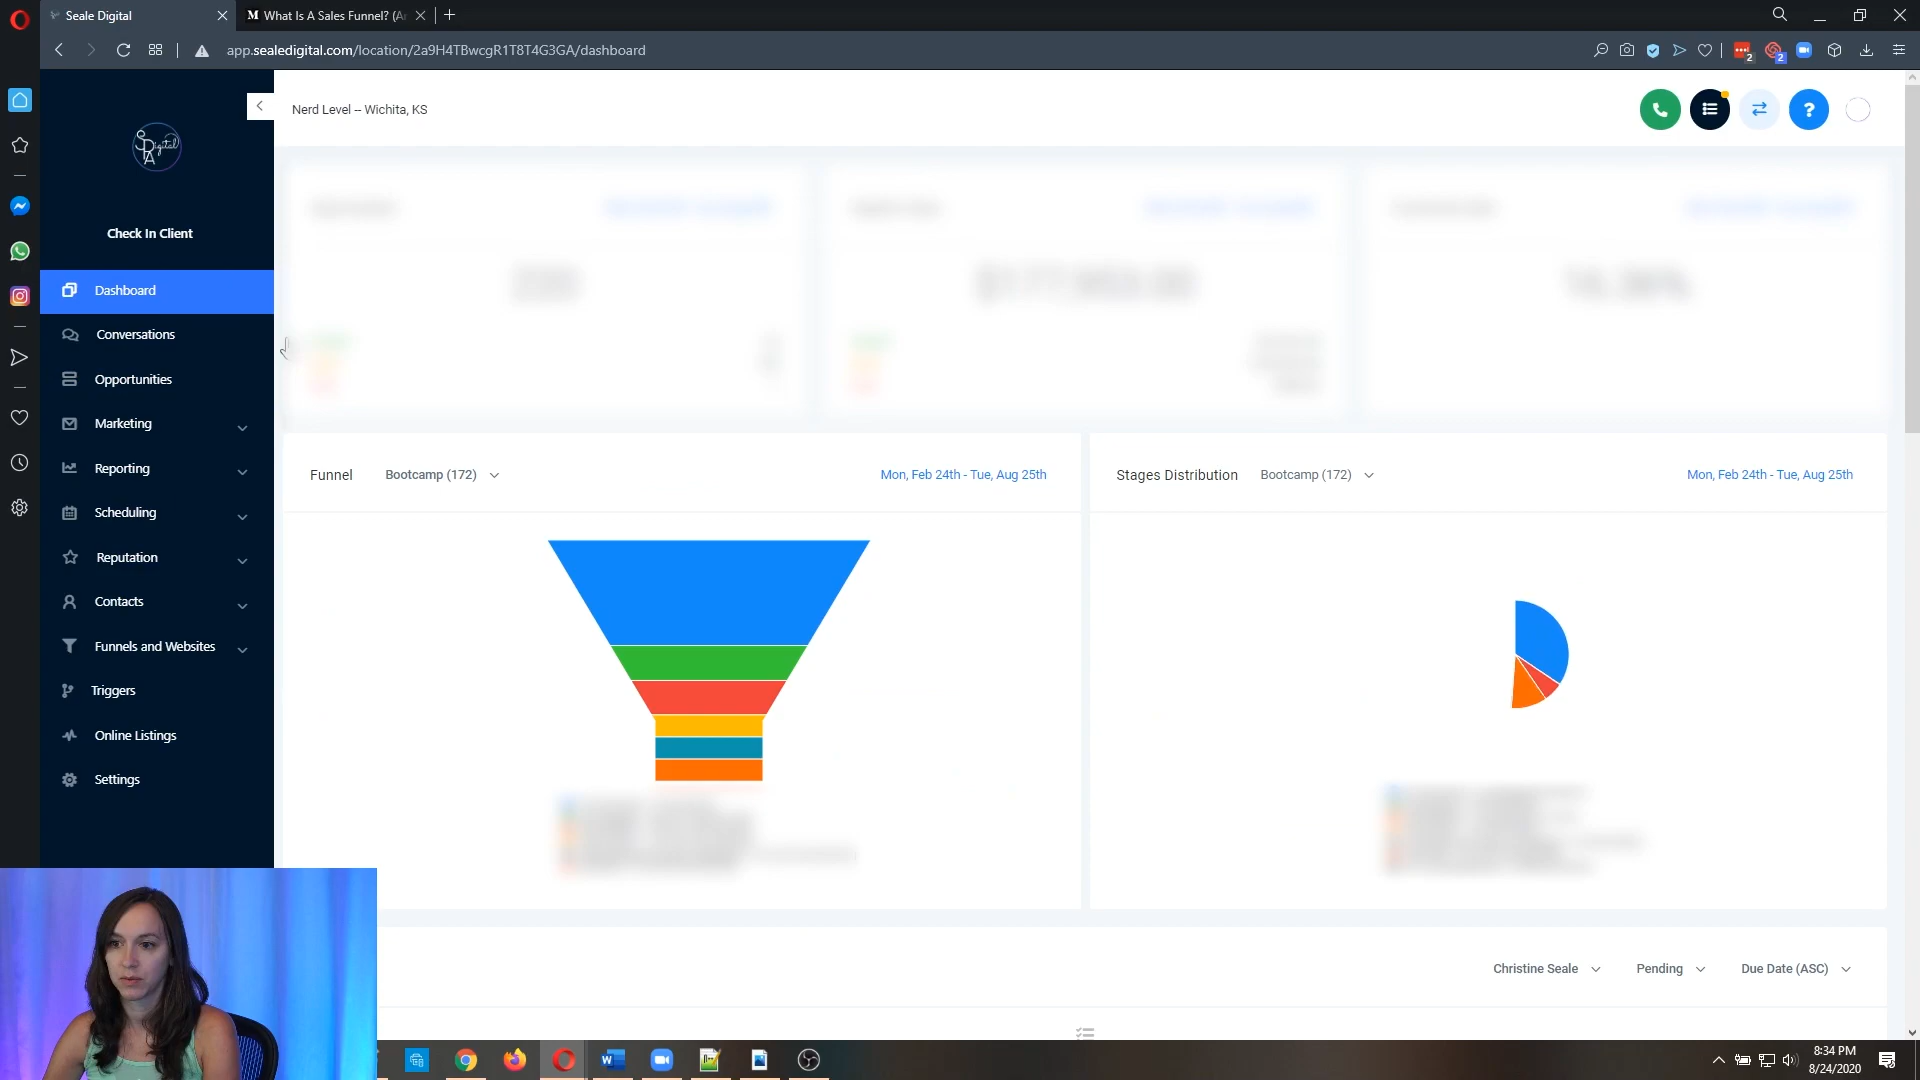 Seale Digital
M What Is A Sales Funnel? (A
app.sealedigital.com/location/2a9H4TBwcgR1T8T4G3GA/dashboard
2
2
Nerd Level -- Wichita, KS
?
Digital
Check In Client
Dashboard
Conversations
Opportunities
Marketing
Reporting
Scheduling
Reputation
Contacts
Funnels and Websites
Triggers
Online Listings
Settings
Funnel
Bootcamp (172)
Mon, Feb 24th - Tue, Aug 25th
Stages Distribution
Bootcamp (172)
Mon, Feb 24th - Tue, Aug 25th
Christine Seale
Pending
Due Date (ASC)
8:34 PM
8/24/2020